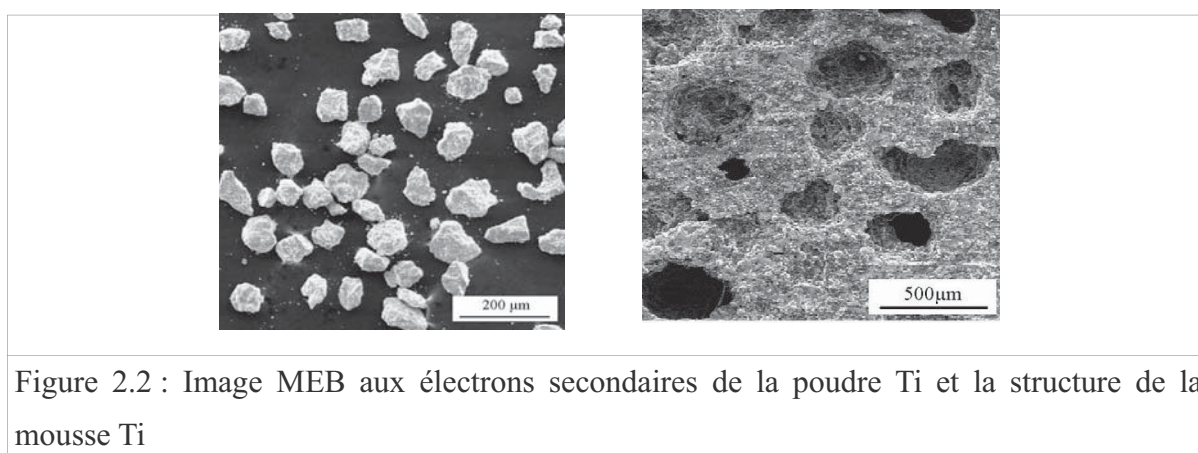 200 μm
500μm
Figure 2.2 : Image MEB aux électrons secondaires de la poudre Ti et la structure de la
mousse Ti